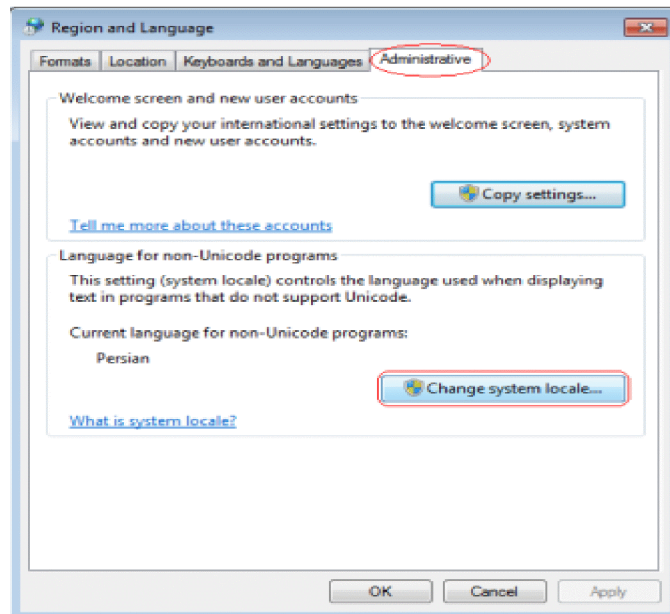 Region and Language
Formats Location Keyboards and Languages Administrative
Welcome screen and new user accounts
View and copy your international settings to the welcome screen, system
accounts and new user accounts.
Copy settings...
Tell me more about these accounts
Language for non-Unicode programs
This setting (system locale) controls the language used when displaying
text in programs that do not support Unicode.
Current language for non-Unicode programs:
Persian
Change system locale...
What is system locale?
OK Cancel Apply